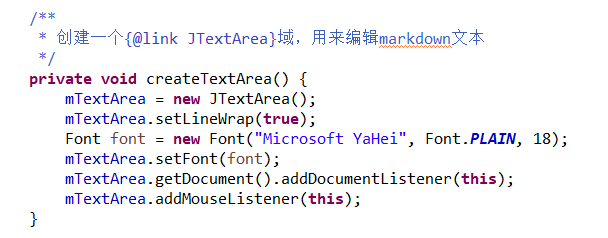 /**
 * 创建一个{@link JTextArea}域，用来编辑markdown文本
 */
private void createTextArea() {
    mTextArea = new JTextArea();
    mTextArea.setLineWrap(true);
    Font font = new Font("Microsoft YaHei", Font.PLAIN, 18);
    mTextArea.setFont(font);
    mTextArea.getDocument().addDocumentListener(this);
    mTextArea.addMouseListener(this);
}